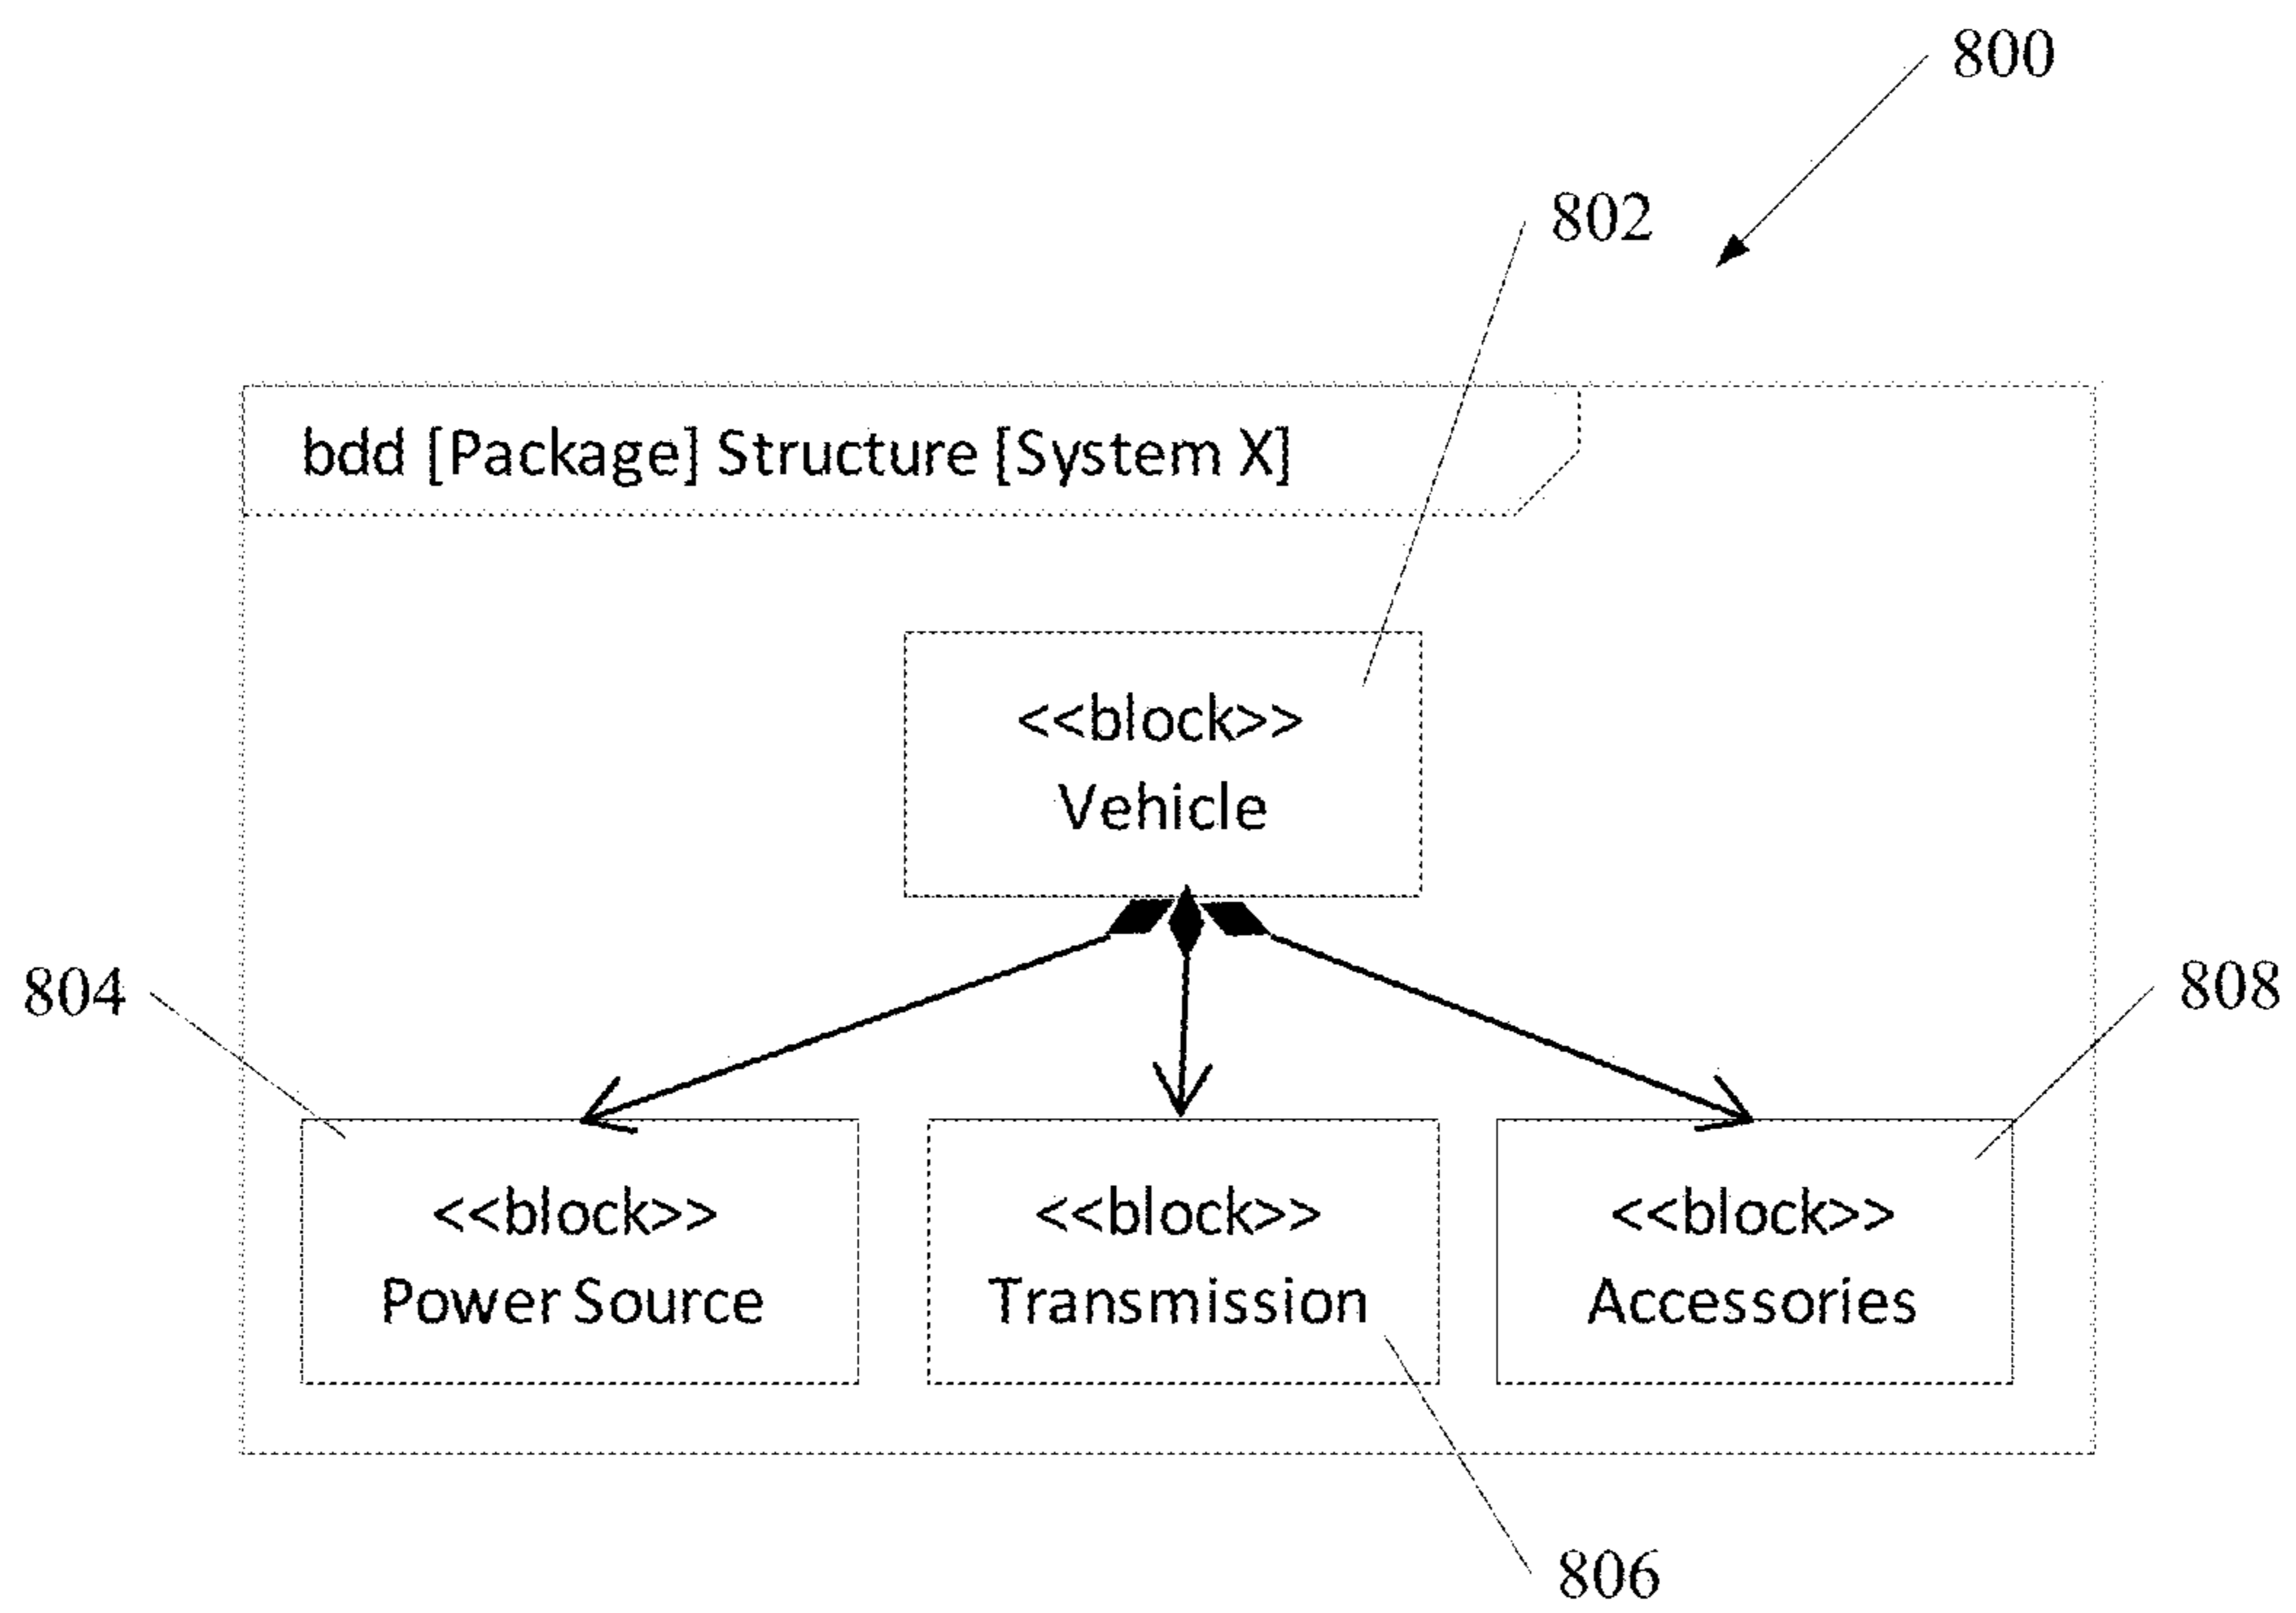 800
802
bdd [Package] Structure [System X]
<<block>>
Vehicle
804
808
<<block>>
Power Source
<<block>>
Transmission
<<block>>
Accessories
806